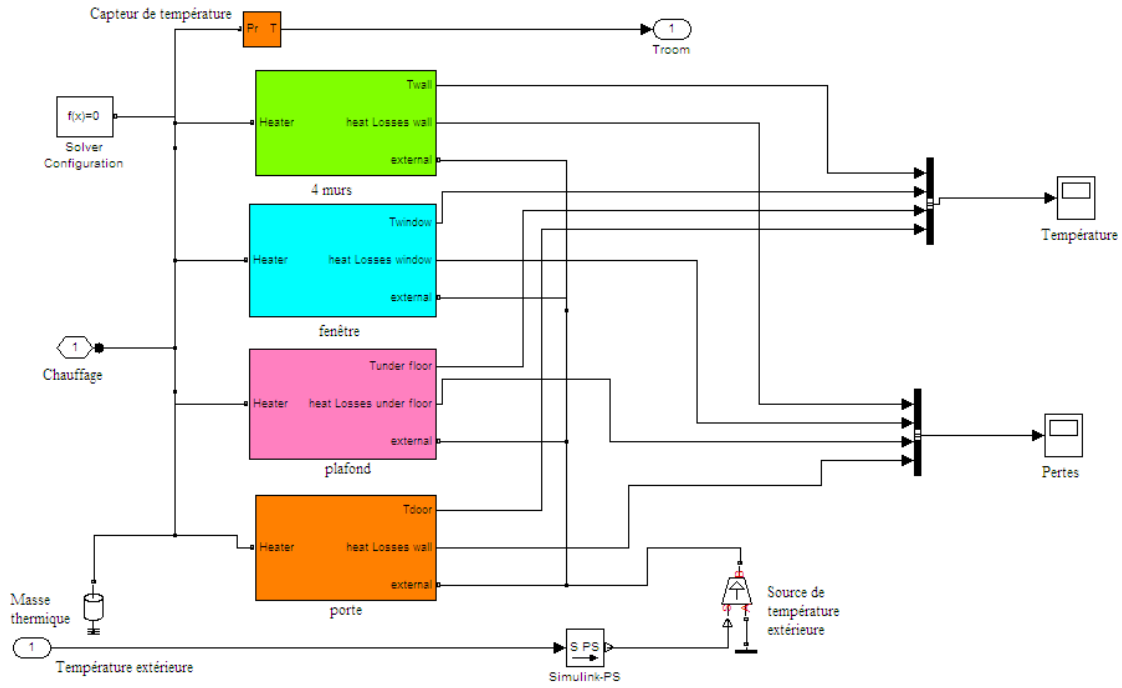 Capteur de température
Pr T
1
Troom
f(x)=0
Solver
Configuration
Twall
Heater
heat Losses wall
external
4 murs
Twindow
Heater
heat Losses window
external
fenêtre
Température
1
Chauffage
Tunder floor
Heater
heat Losses under floor
external
plafond
Pertes
Tdoor
Heater
heat Losses wall
external
porte
Masse
thermique
Source de
température
extérieure
B
S
A
1
Température extérieure
S PS
Simulink-PS